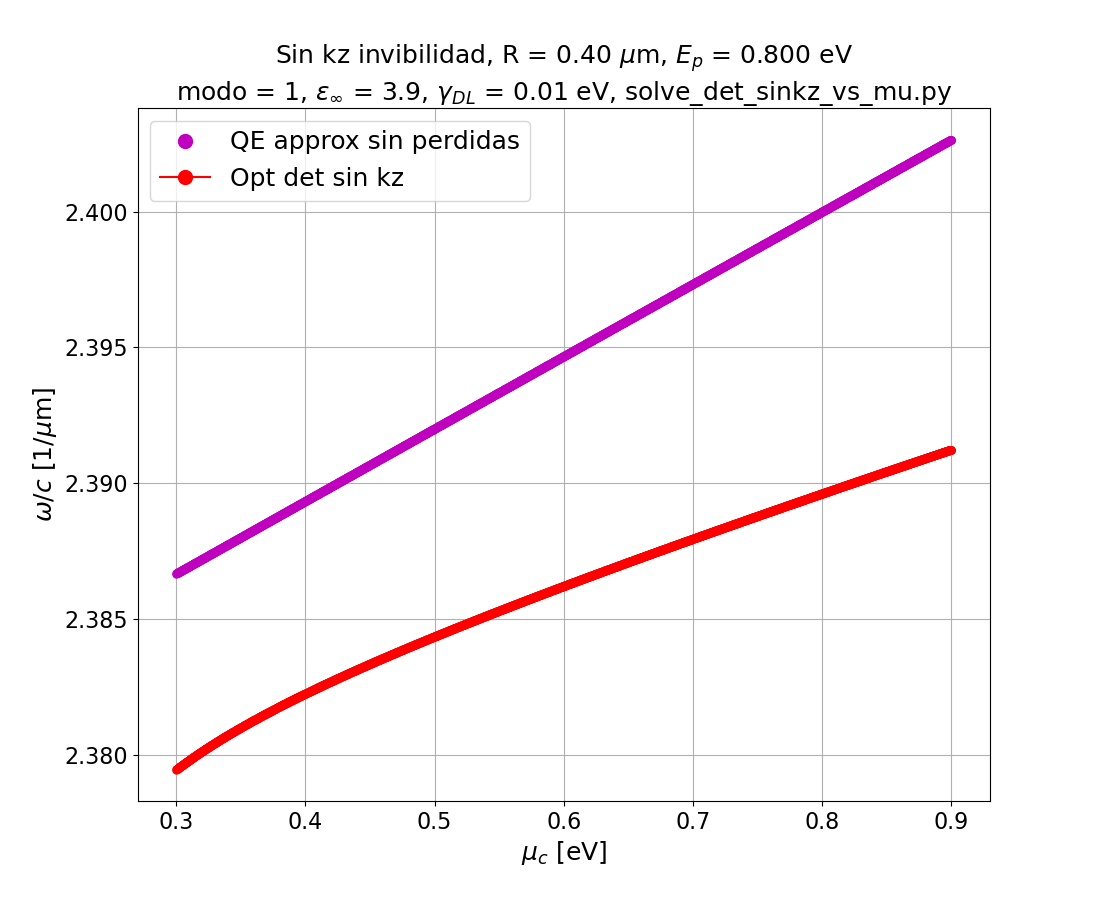 Sin kz invibilidad, R = 0.40 μm, E_p = 0.800 eV
modo = 1, ε_∞ = 3.9, γ_DL = 0.01 eV, solve_det_sinkz_vs_mu.py
QE approx sin perdidas
Opt det sin kz
2.400
2.395
2.390
2.385
2.380
ω/c [1/μm]
0.3 0.4 0.5 0.6 0.7 0.8 0.9
μ_c [eV]